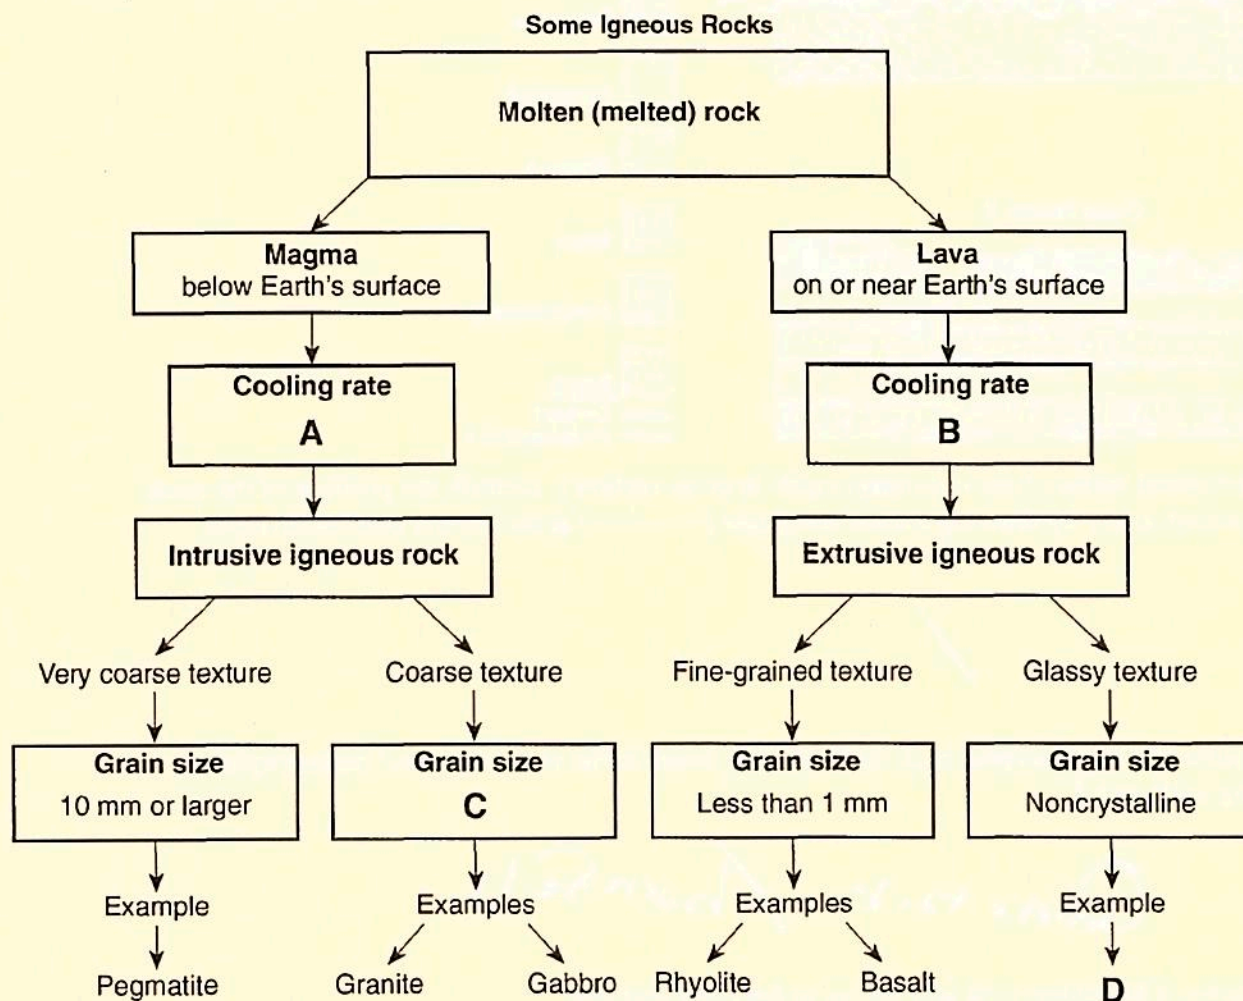 Some Igneous Rocks
Molten (melted) rock
Magma
below Earth's surface
Lava
on or near Earth's surface
Cooling rate
A
Cooling rate
B
Intrusive igneous rock
Extrusive igneous rock
Very coarse texture
Coarse texture
Fine-grained texture
Glassy texture
Grain size
10 mm or larger
Grain size
C
Grain size
Less than 1 mm
Grain size
Noncrystalline
Example
Examples
Examples
Example
Pegmatite
Granite
Gabbro
Rhyolite
Basalt
D